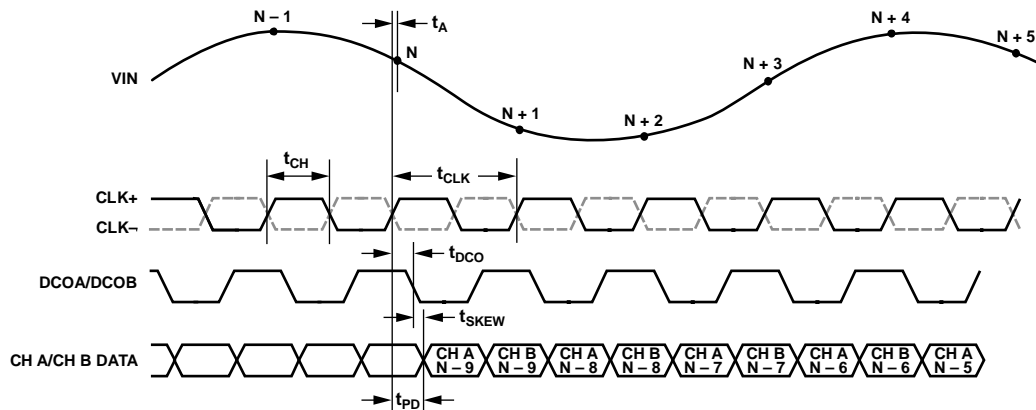 N – 1
t_A
N
N + 4
N + 5
VIN
N + 3
N + 1
N + 2
t_CH
t_CLK
CLK+
CLK¬
t_DCO
DCOA/DCOB
t_SKEW
CH A/CH B DATA
CH A
N – 9
CH B
N – 9
CH A
N – 8
CH B
N – 8
CH A
N – 7
CH B
N – 7
CH A
N – 6
CH B
N – 6
CH A
N – 5
t_PD